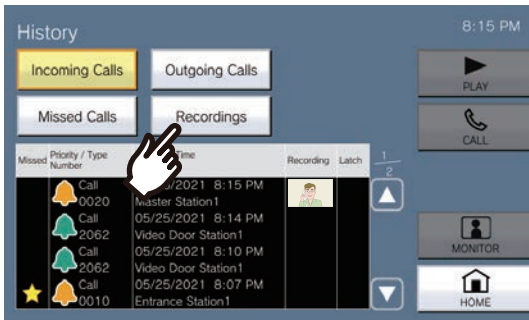 History
8:15 PM
Incoming Calls
Outgoing Calls
PLAY
Missed Calls
Recordings
CALL
Missed
Priority / Type
Number
Time
Recording
Latch
1
2
Call
/2021 8:15 PM
0020
Master Station1
Call
05/25/2021 8:14 PM
2062
Video Door Station1
Call
05/25/2021 8:10 PM
2062
Video Door Station1
Call
05/25/2021 8:07 PM
0010
Entrance Station1
MONITOR
HOME